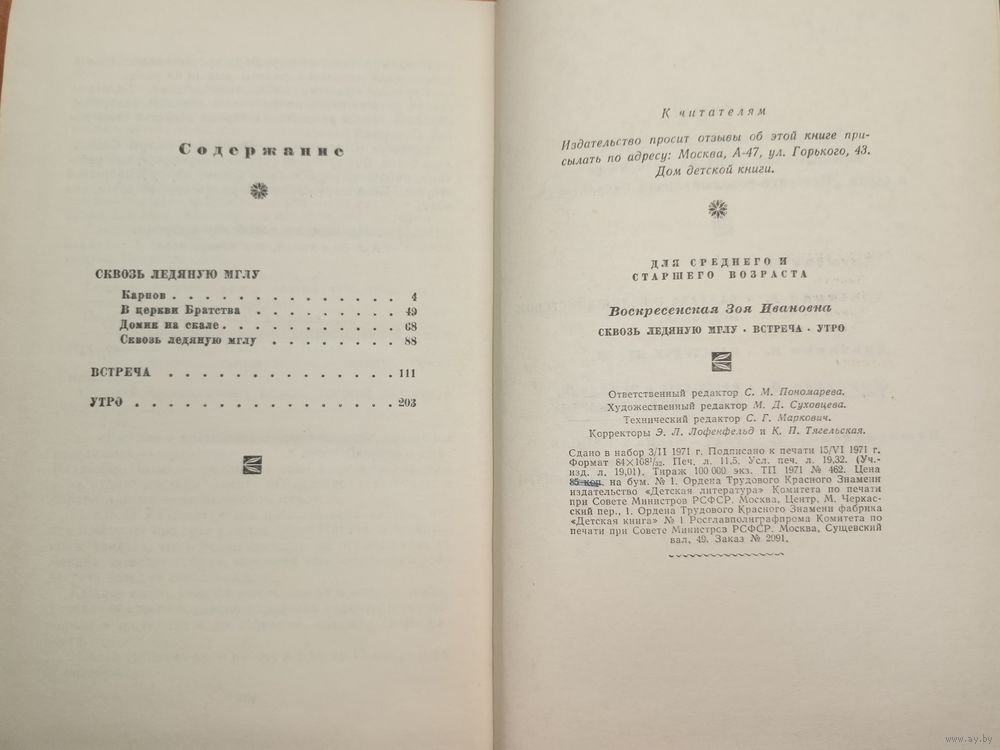 Содержание
СКВОЗЬ ЛЕДЯНУЮ МГЛУ
Карпов . . . . . . . . . . . . . . . 4
В церкви Братства . . . . . . . . . 49
Домик на скале . . . . . . . . . . . 68
Сквозь ледяную мглу . . . . . . . . 88
ВСТРЕЧА . . . . . . . . . . . . . . 111
УТРО . . . . . . . . . . . . . . . . 203
К читателям
Издательство просит отзывы об этой книге при-
сылать по адресу: Москва, А-47, ул. Горького, 43.
Дом детской книги.
ДЛЯ СРЕДНЕГО И
СТАРШЕГО ВОЗРАСТА
Воскресенская Зоя Ивановна
СКВОЗЬ ЛЕДЯНУЮ МГЛУ · ВСТРЕЧА · УТРО
Ответственный редактор С. М. Пономарева.
Художественный редактор М. Д. Суховцева.
Технический редактор С. Г. Маркович.
Корректоры Э. Л. Лофенфельд и К. П. Тягельская.
Сдано в набор 3/II 1971 г. Подписано к печати 15/VI 1971 г.
Формат 84×108¹/₃₂. Печ. л. 11,5. Усл. печ. л. 19,32. (Уч.-
изд. л. 19,01). Тираж 100 000 экз. ТП 1971 № 462. Цена
85 коп. на бум. № 1. Ордена Трудового Красного Знамени
издательство «Детская литература» Комитета по печати
при Совете Министров РСФСР. Москва, Центр, М. Черкас-
ский пер., 1. Ордена Трудового Красного Знамени фабрика
«Детская книга» № 1 Росглавполиграфпрома Комитета по
печати при Совете Министров РСФСР. Москва, Сущевский
вал, 49. Заказ № 2091.
www.ay.by